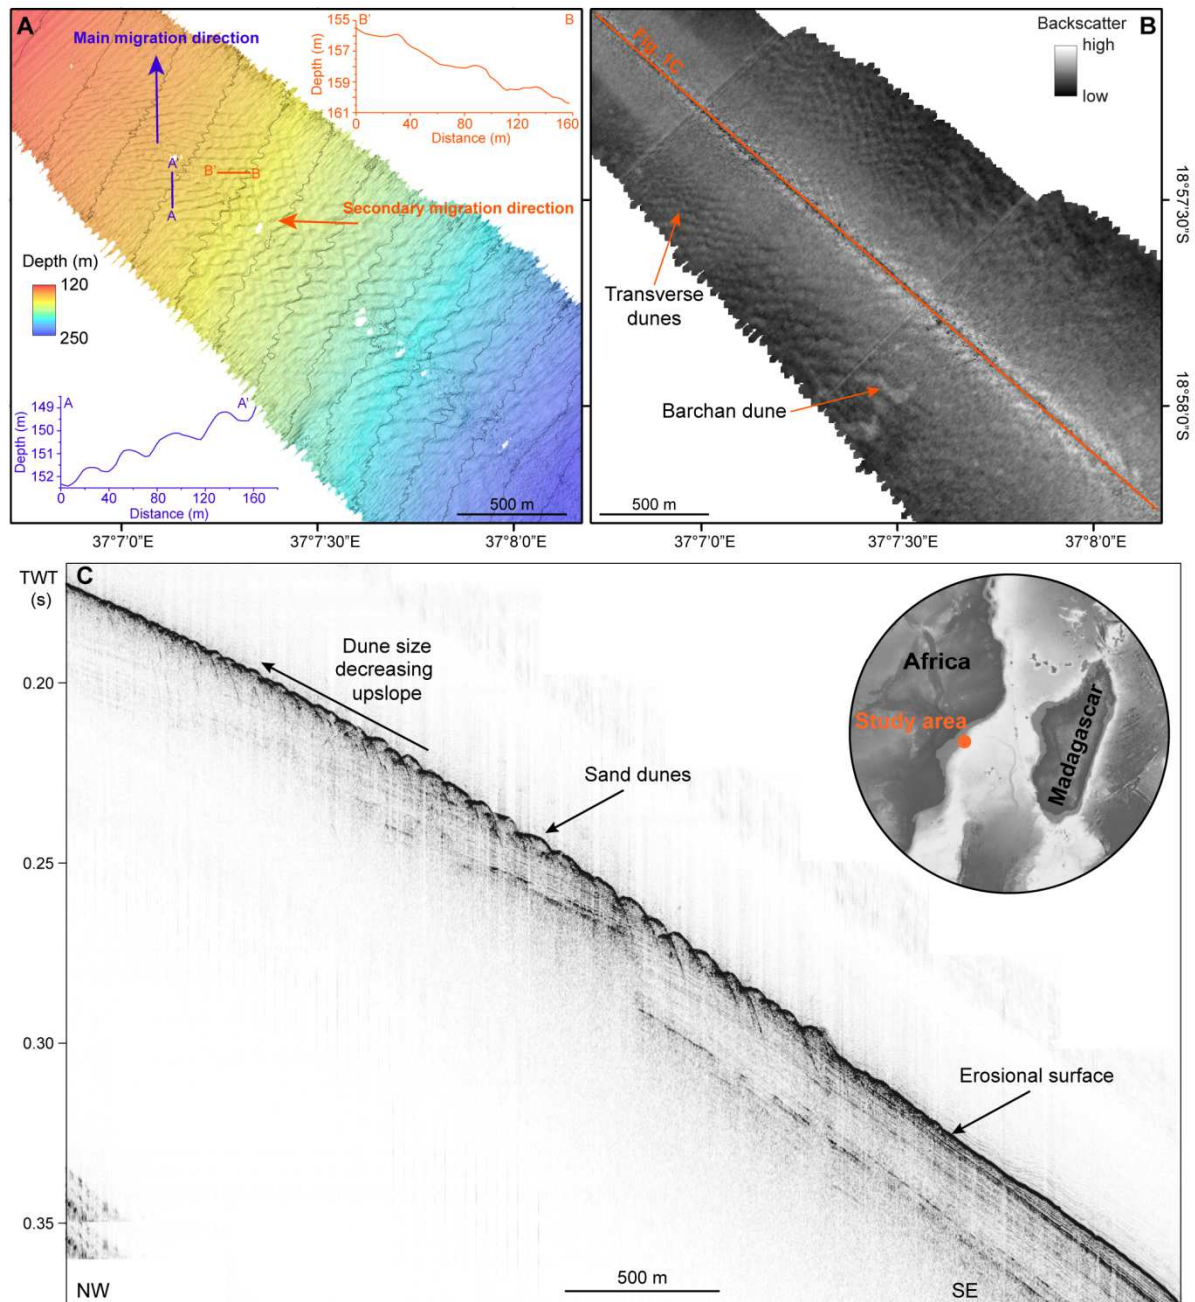 A
Main migration direction
B'
B
155
157
159
161
Depth (m)
0
40
80
120
160
Distance (m)
A'
A
B'
B
Secondary migration direction
Depth (m)
120
250
A
A'
149
150
151
152
Depth (m)
0
40
80
120
160
Distance (m)
500 m
37°7'0"E
37°7'30"E
37°8'0"E
B
Fig. 1C
Backscatter
high
low
Transverse
dunes
Barchan dune
500 m
18°57'30"S
18°58'0"S
37°7'0"E
37°7'30"E
37°8'0"E
C
TWT
(s)
0.20
0.25
0.30
0.35
Dune size
decreasing
upslope
Sand dunes
Erosional surface
Africa
Study area
Madagascar
NW
500 m
SE